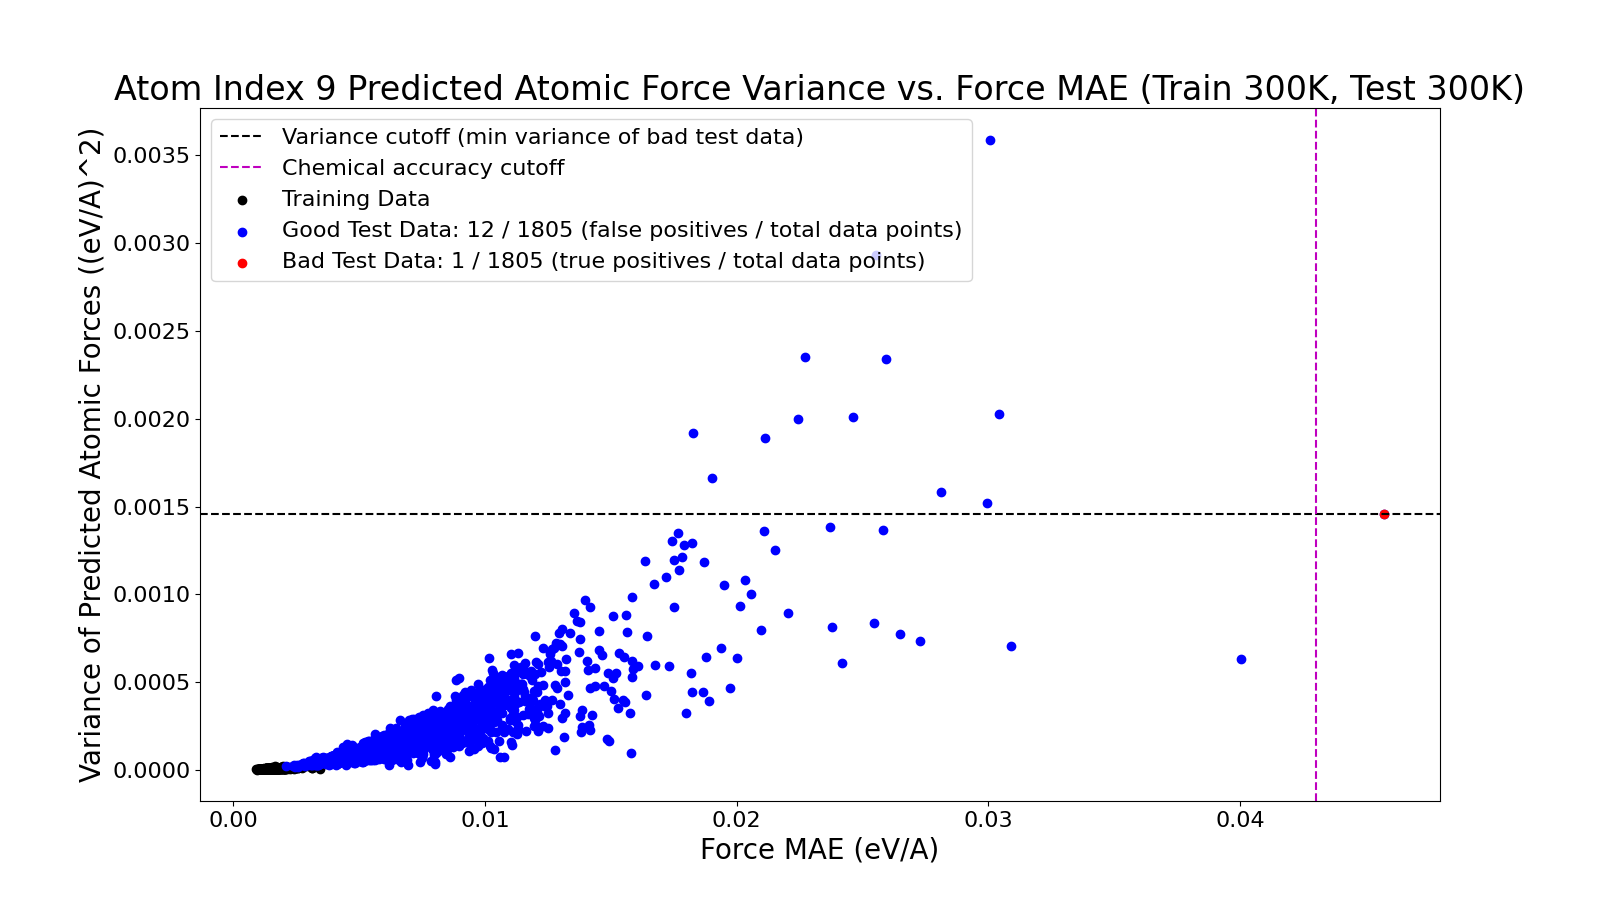 Atom Index 9 Predicted Atomic Force Variance vs. Force MAE (Train 300K, Test 300K)
Variance of Predicted Atomic Forces ((eV/A)^2)
0.0035
0.0030
0.0025
0.0020
0.0015
0.0010
0.0005
0.0000
Variance cutoff (min variance of bad test data)
Chemical accuracy cutoff
Training Data
Good Test Data: 12 / 1805 (false positives / total data points)
Bad Test Data: 1 / 1805 (true positives / total data points)
0.00 0.01 0.02 0.03 0.04
Force MAE (eV/A)